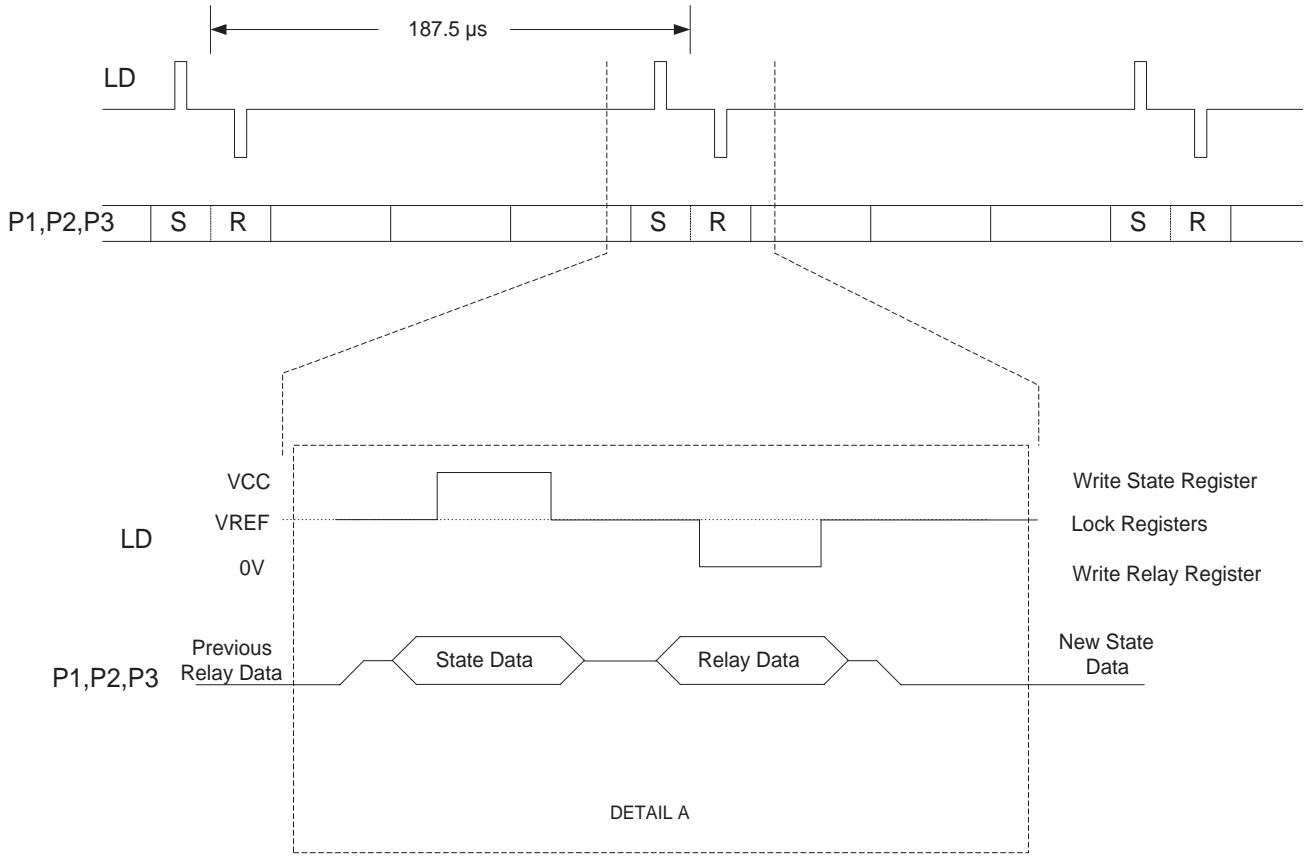 187.5 µs
LD
P1,P2,P3
S R S R S R
VCC
Write State Register
VREF
Lock Registers
LD
0V
Write Relay Register
Previous
Relay Data
State Data
Relay Data
New State
Data
P1,P2,P3
DETAIL A